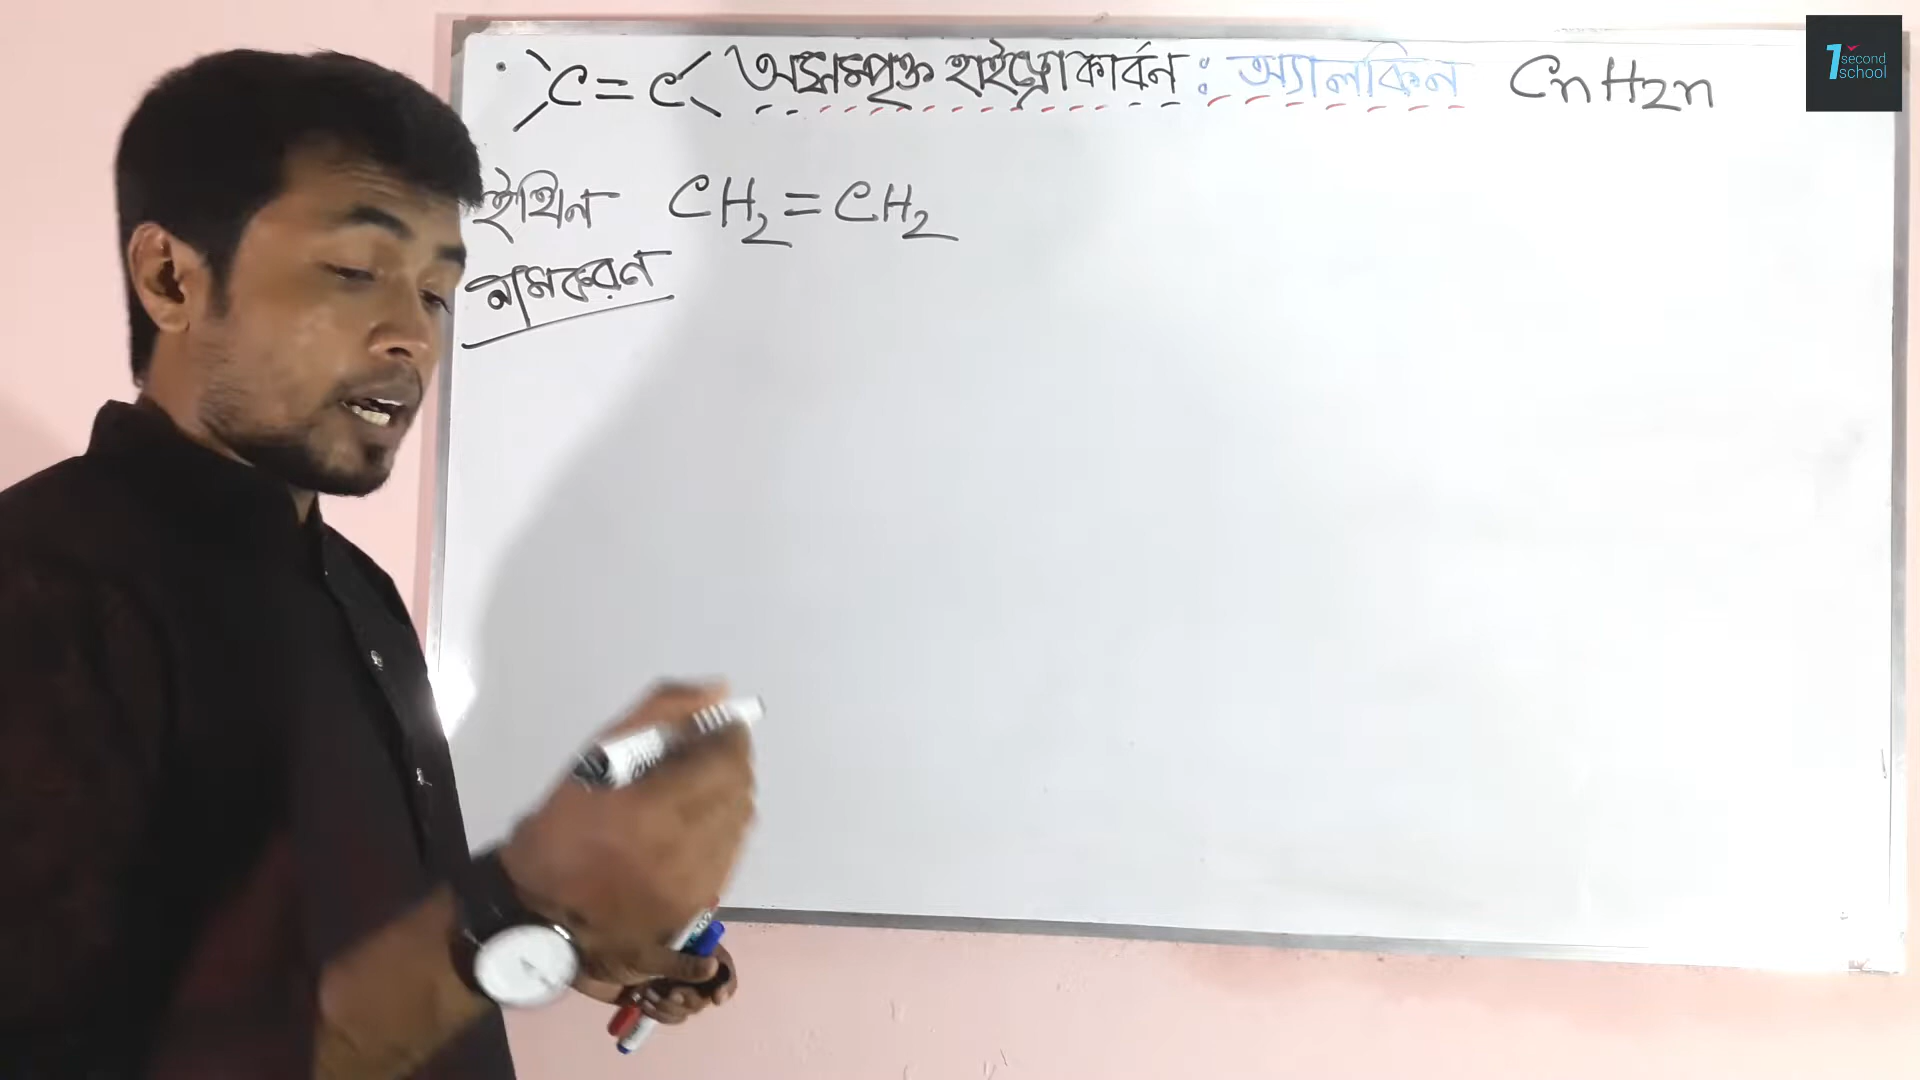 >C=C< অসম্পৃক্ত হাইড্রোকার্বন : অ্যালকিন CnH2n
1 second school
ইথিন CH₂=CH₂
নামকরণ